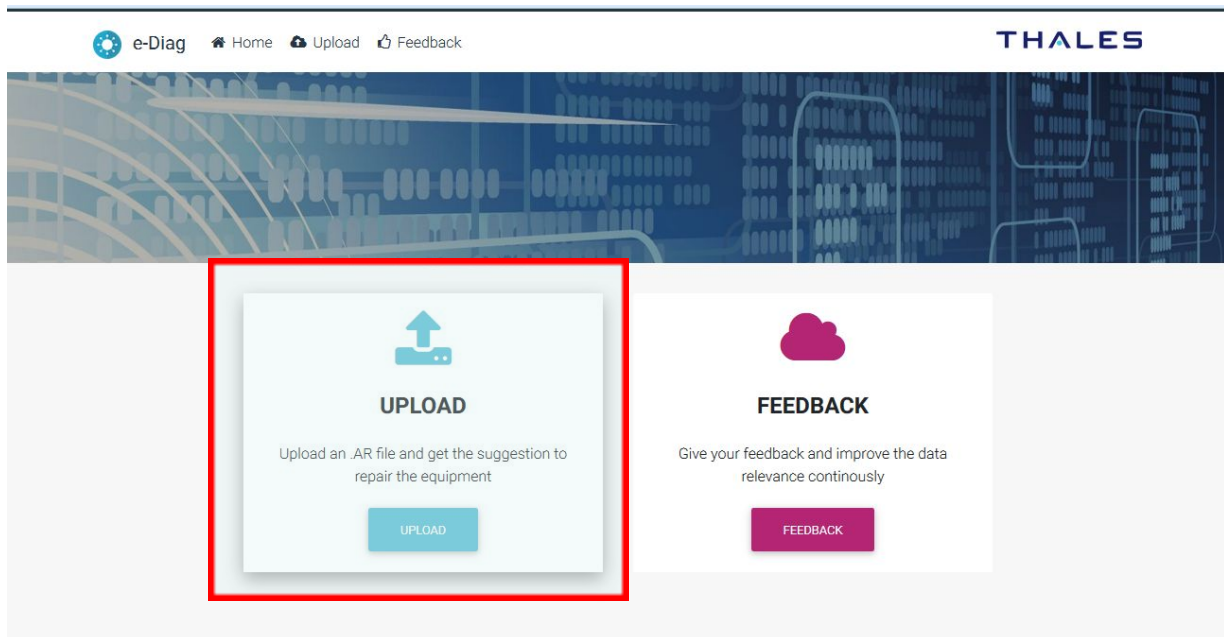 e-Diag Home Upload Feedback
THALES
UPLOAD
Upload an .AR file and get the suggestion to
repair the equipment
UPLOAD
FEEDBACK
Give your feedback and improve the data
relevance continously
FEEDBACK